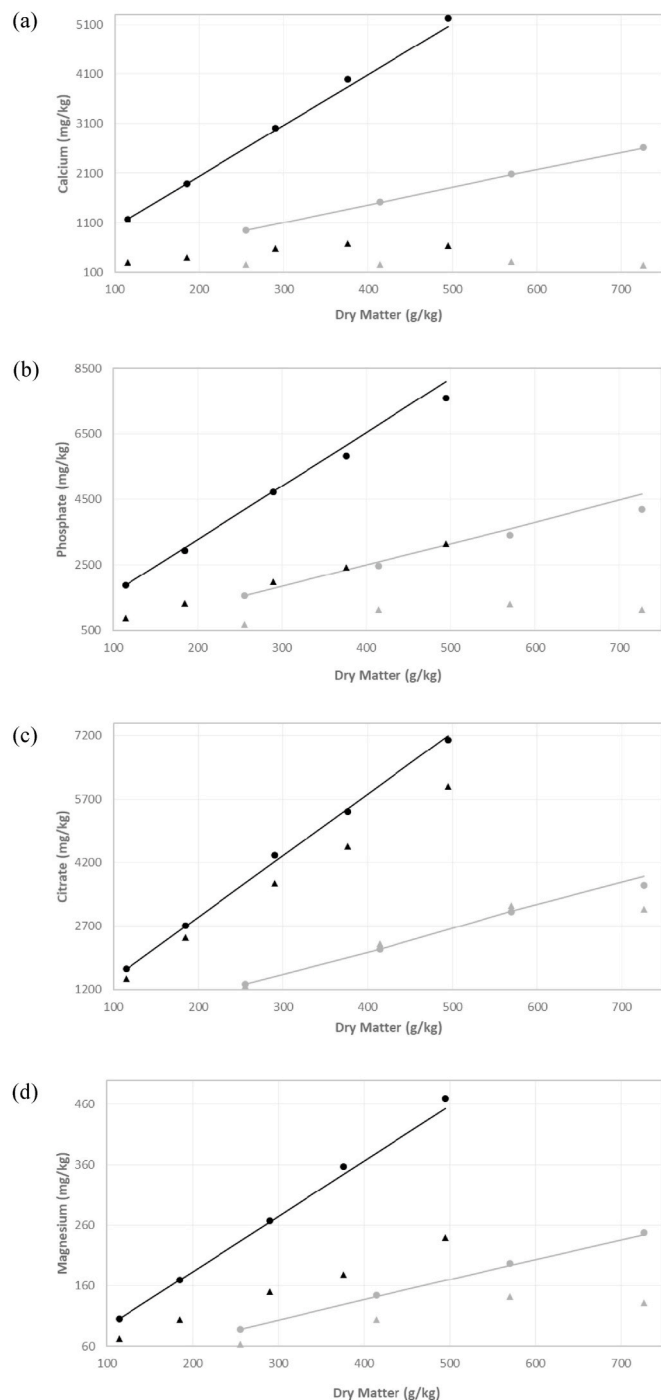 (a)
Calcium (mg/kg)
5100
4100
3100
2100
1100
100
100 200 300 400 500 600 700
Dry Matter (g/kg)
(b)
Phosphate (mg/kg)
8500
6500
4500
2500
500
100 200 300 400 500 600 700
Dry Matter (g/kg)
(c)
Citrate (mg/kg)
7200
5700
4200
2700
1200
100 200 300 400 500 600 700
Dry Matter (g/kg)
(d)
Magnesium (mg/kg)
460
360
260
160
60
100 200 300 400 500 600 700
Dry Matter (g/kg)